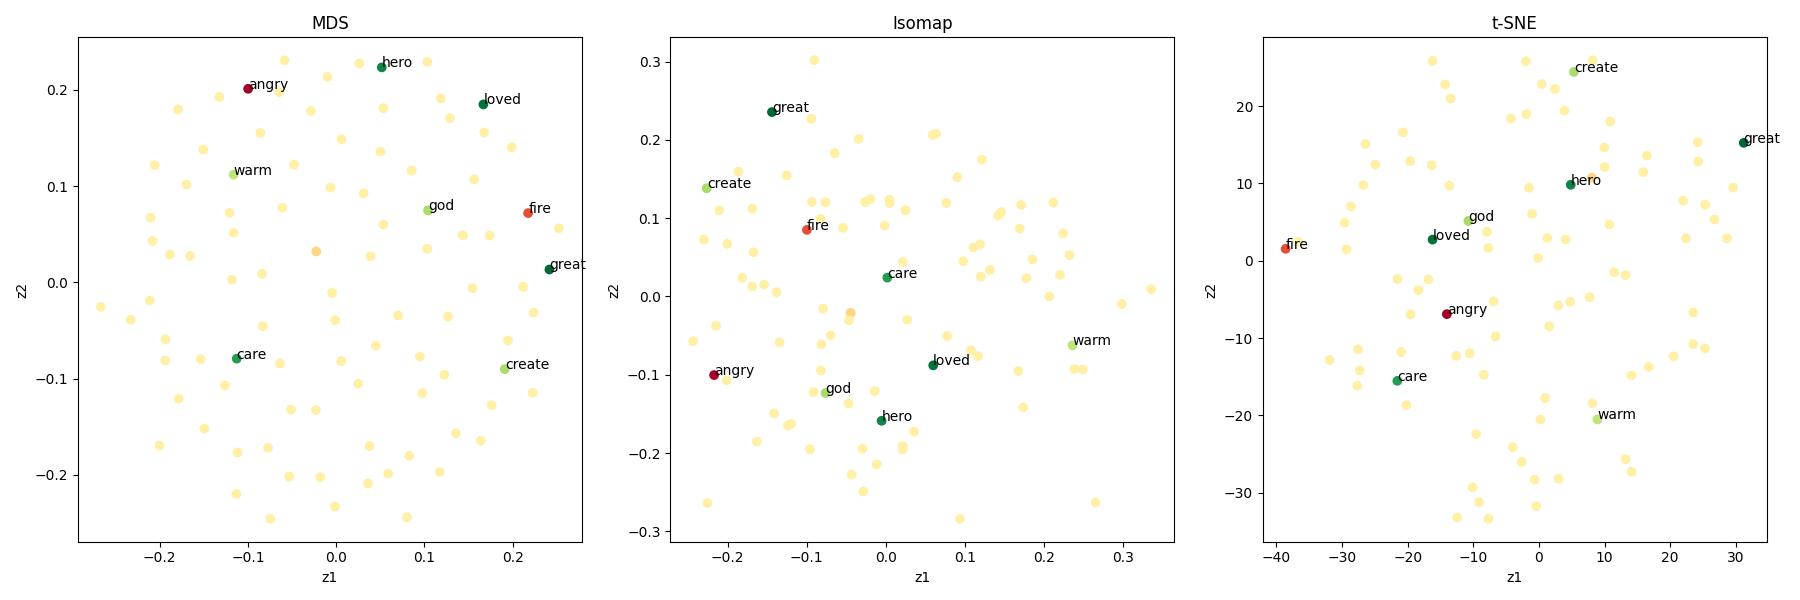 MDS
hero
angry
loved
warm
god
fire
great
care
create
z2
0.2
0.1
0.0
−0.1
−0.2
−0.2
−0.1
0.0
0.1
0.2
z1
Isomap
great
create
fire
care
warm
loved
angry
god
hero
z2
0.3
0.2
0.1
0.0
−0.1
−0.2
−0.3
−0.2
−0.1
0.0
0.1
0.2
0.3
z1
t-SNE
create
great
hero
god
loved
fire
angry
care
warm
z2
20
10
0
−10
−20
−30
−40
−30
−20
−10
0
10
20
30
z1